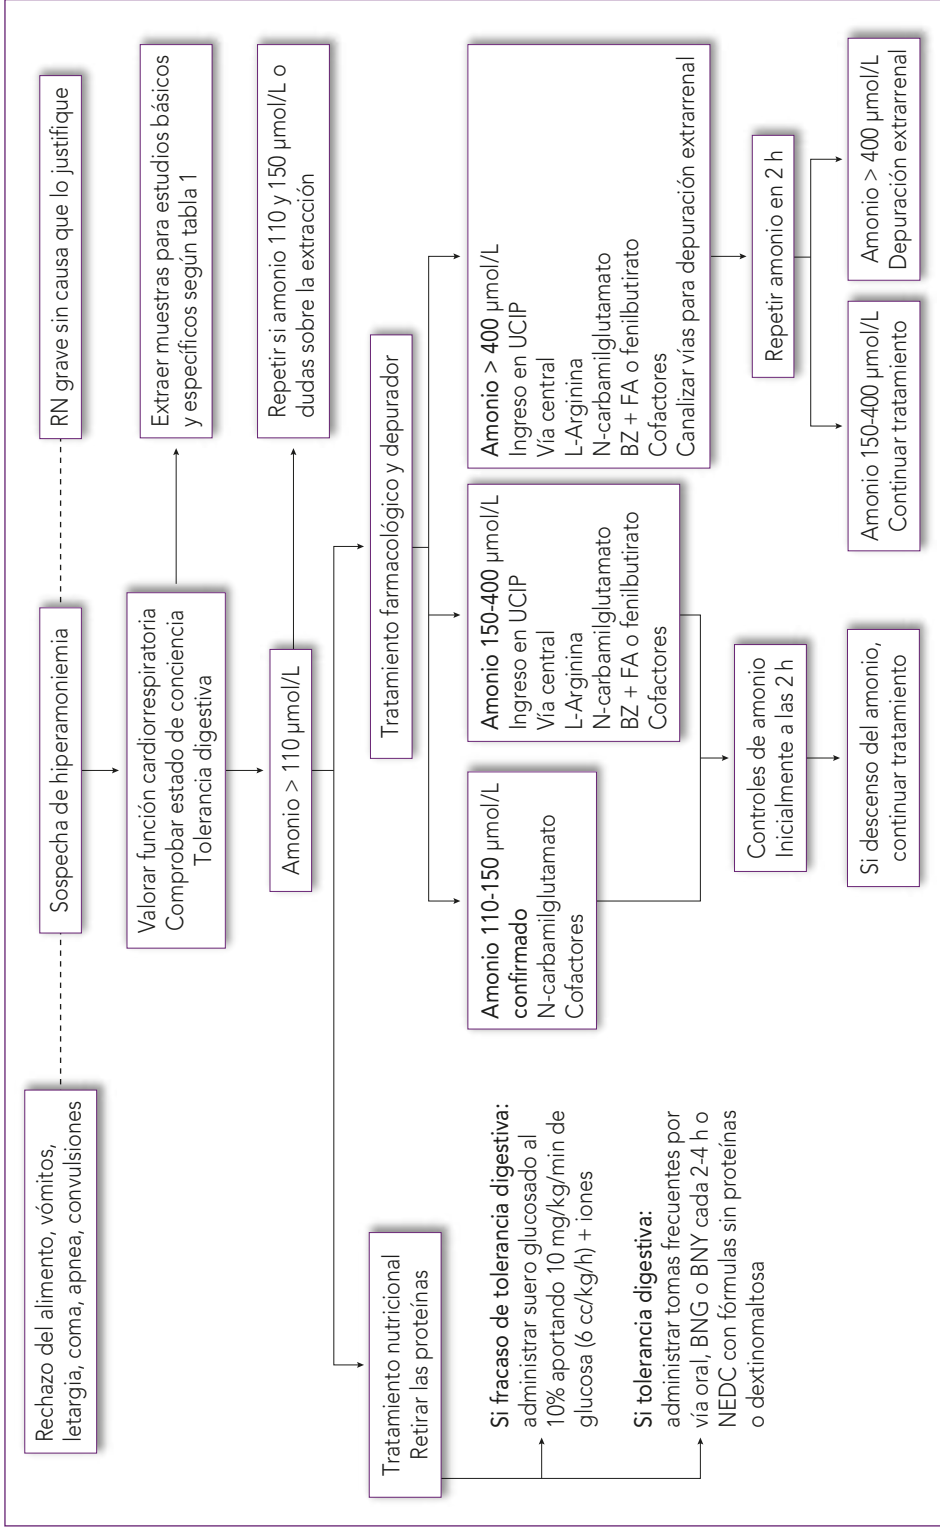 Rechazo del alimento, vómitos,
letargia, coma, apnea, convulsiones
Sospecha de hiperamoniemia
RN grave sin causa que lo justifique
Valorar función cardiorrespiratoria
Comprobar estado de conciencia
Tolerancia digestiva
Extraer muestras para estudios básicos
y específicos según tabla 1
Amonio > 110 µmol/L
Repetir si amonio 110 y 150 µmol/L o
dudas sobre la extracción
Tratamiento nutricional
Retirar las proteínas
Tratamiento farmacológico y depurador
Si fracaso de tolerancia digestiva:
administrar suero glucosado al
10% aportando 10 mg/kg/min de
glucosa (6 cc/kg/h) + iones
Si tolerancia digestiva:
administrar tomas frecuentes por
vía oral, BNG o BNY cada 2-4 h o
NEDC con fórmulas sin proteínas
o dextinomaltosa
Amonio 110-150 µmol/L
confirmado
N-carbamilglutamato
Cofactores
Amonio 150-400 µmol/L
Ingreso en UCIP
Vía central
L-Arginina
N-carbamilglutamato
BZ + FA o fenilbutirato
Cofactores
Amonio > 400 µmol/L
Ingreso en UCIP
Vía central
L-Arginina
N-carbamilglutamato
BZ + FA o fenilbutirato
Cofactores
Canalizar vías para depuración extrarrenal
Controles de amonio
Inicialmente a las 2 h
Repetir amonio en 2 h
Si descenso del amonio,
continuar tratamiento
Amonio 150-400 µmol/L
Continuar tratamiento
Amonio > 400 µmol/L
Depuración extrarrenal